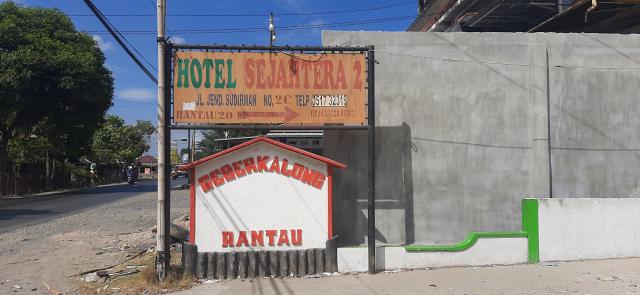 HOTEL SEJAHTERA 2
JL. JEND. SUDIRMAN NO. 2C TELP
RANTAU 20 M
GEBERKALONG
RANTAU